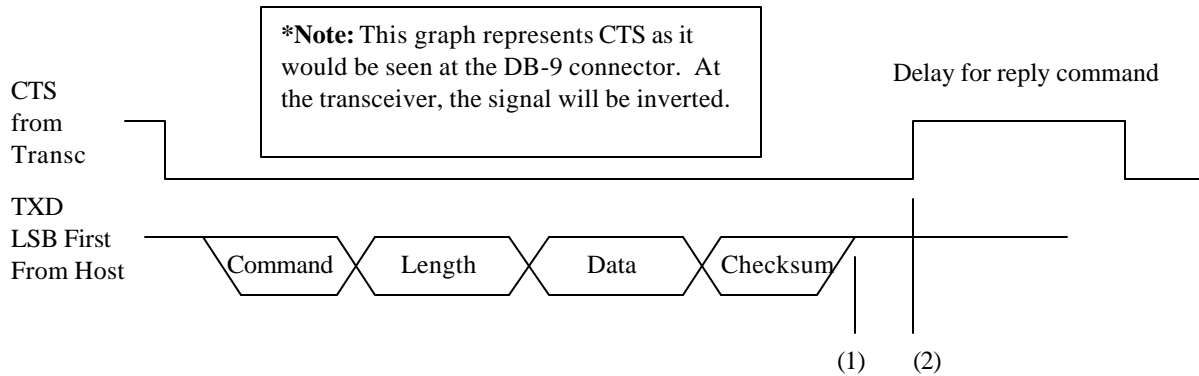 *Note: This graph represents CTS as it
would be seen at the DB-9 connector. At
the transceiver, the signal will be inverted.
Delay for reply command
CTS
from
Transc
TXD
LSB First
From Host
Command
Length
Data
Checksum
(1)
(2)